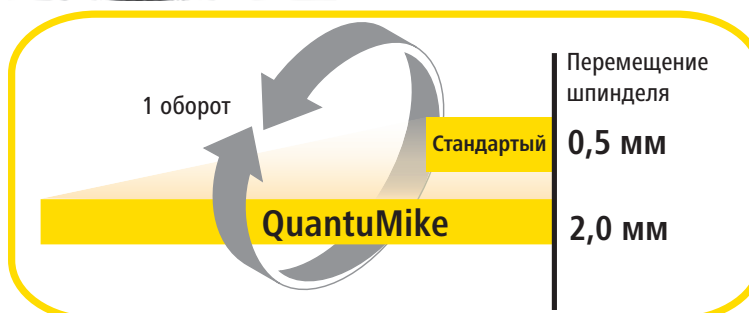 Перемещение
шпинделя
1 оборот
Стандартый
0,5 мм
QuantuMike
2,0 мм